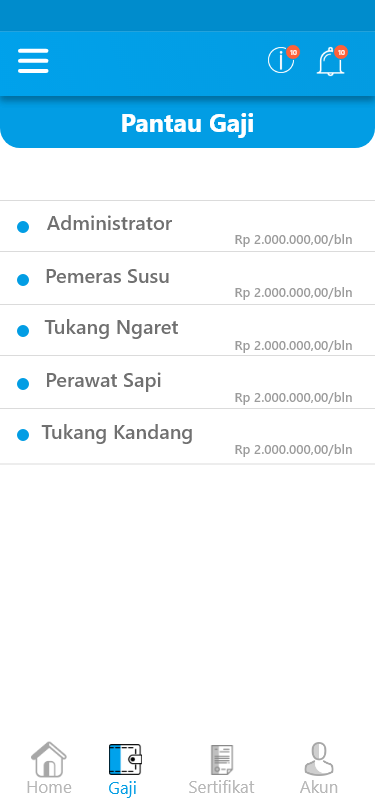 10 10
Pantau Gaji
Administrator
Rp 2.000.000,00/bln
Pemeras Susu
Rp 2.000.000,00/bln
Tukang Ngaret
Rp 2.000.000,00/bln
Perawat Sapi
Rp 2.000.000,00/bln
Tukang Kandang
Rp 2.000.000,00/bln
Home Gaji Sertifikat Akun